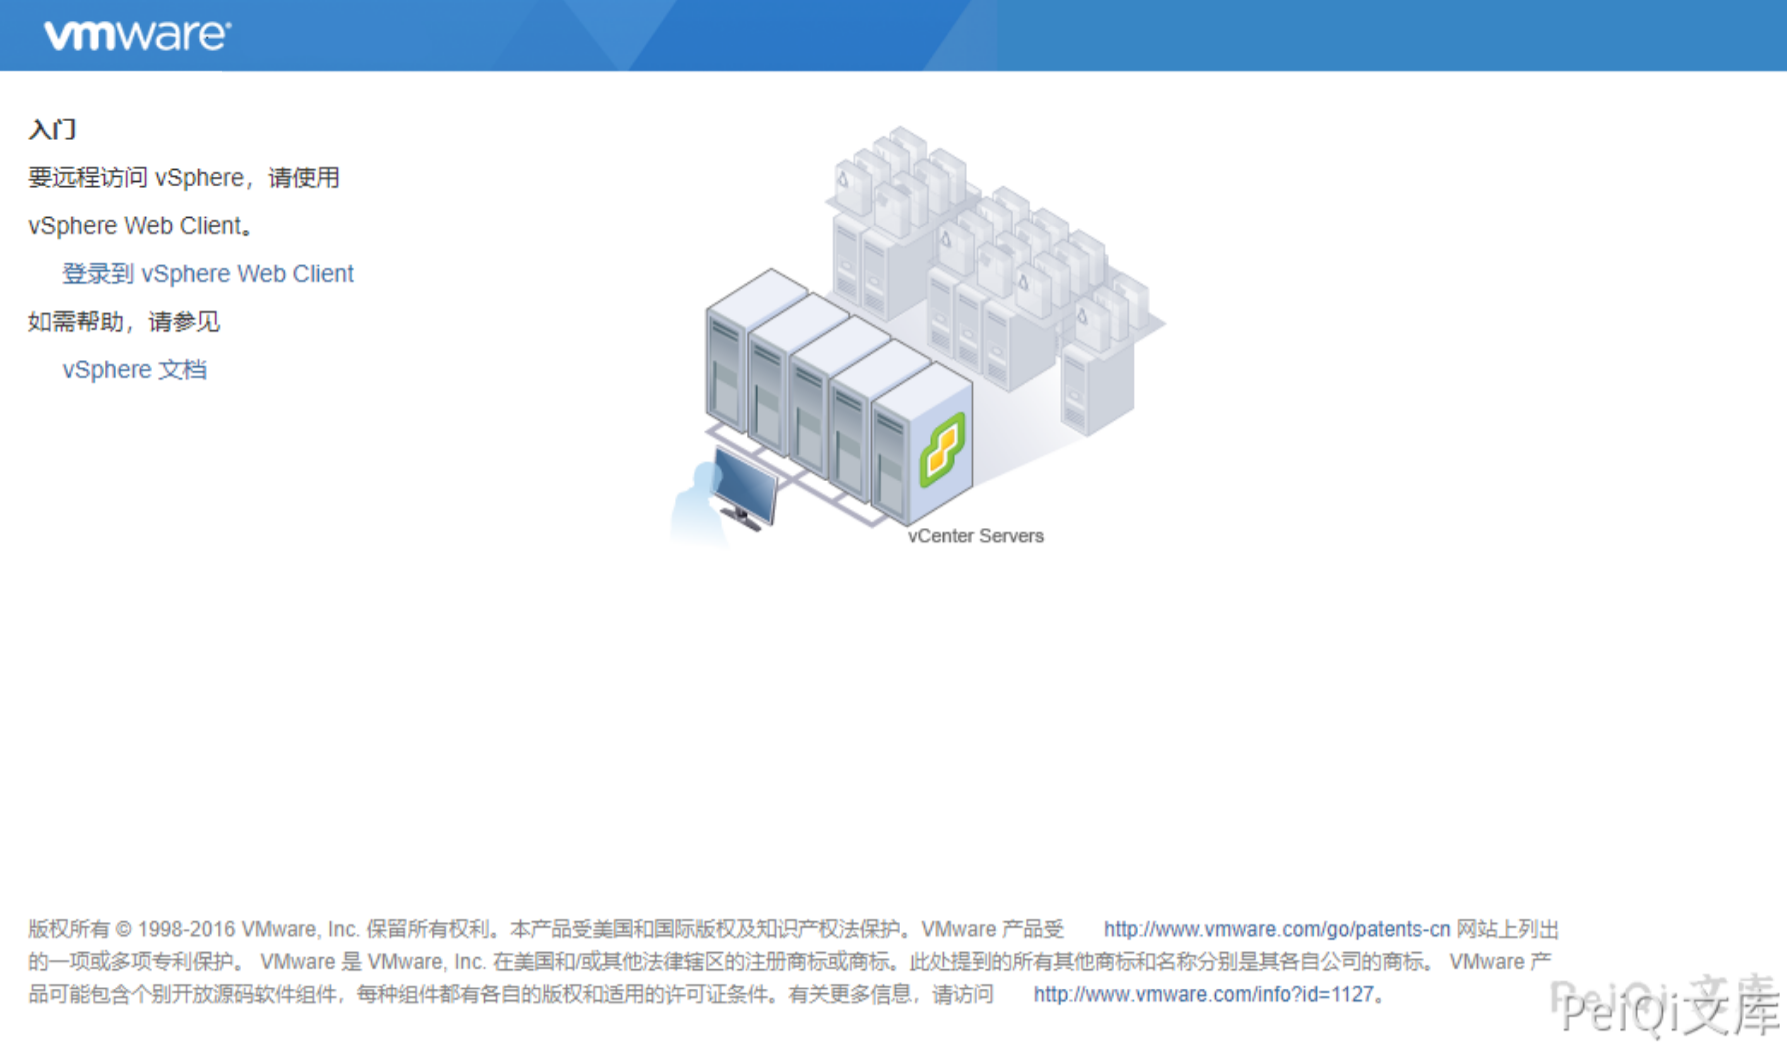 vmware
入门
要远程访问 vSphere，请使用
vSphere Web Client。
登录到 vSphere Web Client
如需帮助，请参见
vSphere 文档
vCenter Servers
版权所有 © 1998-2016 VMware, Inc. 保留所有权利。本产品受美国和国际版权及知识产权法保护。VMware 产品受 http://www.vmware.com/go/patents-cn 网站上列出
的一项或多项专利保护。 VMware 是 VMware, Inc. 在美国和/或其他法律辖区的注册商标或商标。此处提到的所有其他商标和名称分别是其各自公司的商标。 VMware 产
品可能包含个别开放源码软件组件，每种组件都有各自的版权和适用的许可证条件。有关更多信息，请访问 http://www.vmware.com/info?id=1127。
PeiQi 文库
PeiQi文库